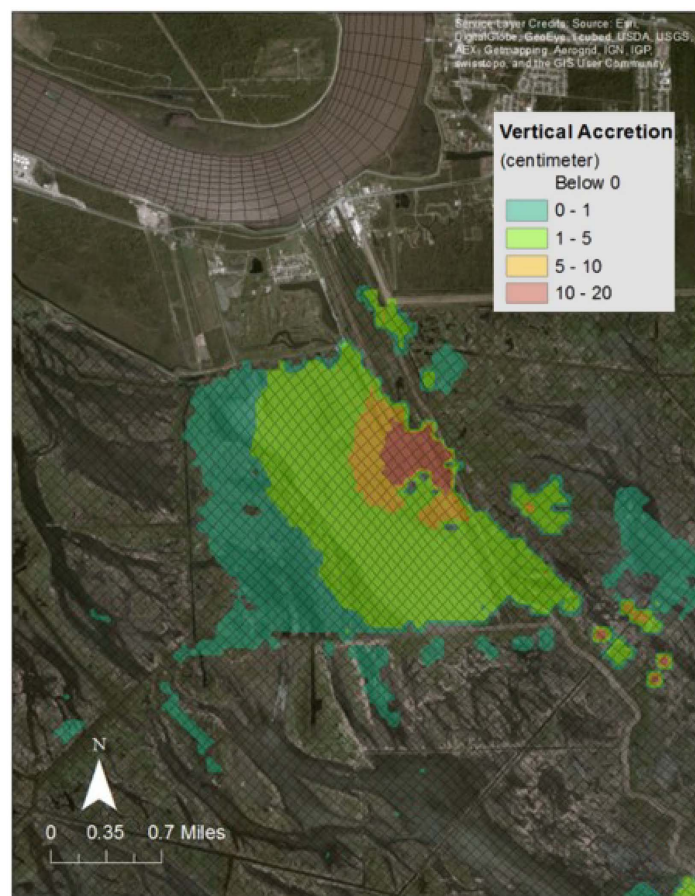 Service Layer Credits: Source: Esri,
DigitalGlobe, GeoEye, i-cubed, USDA, USGS,
AEX, Getmapping, Aerogrid, IGN, IGP,
swisstopo, and the GIS User Community
Vertical Accretion
(centimeter)
Below 0
0 - 1
1 - 5
5 - 10
10 - 20
N
0 0.35 0.7 Miles